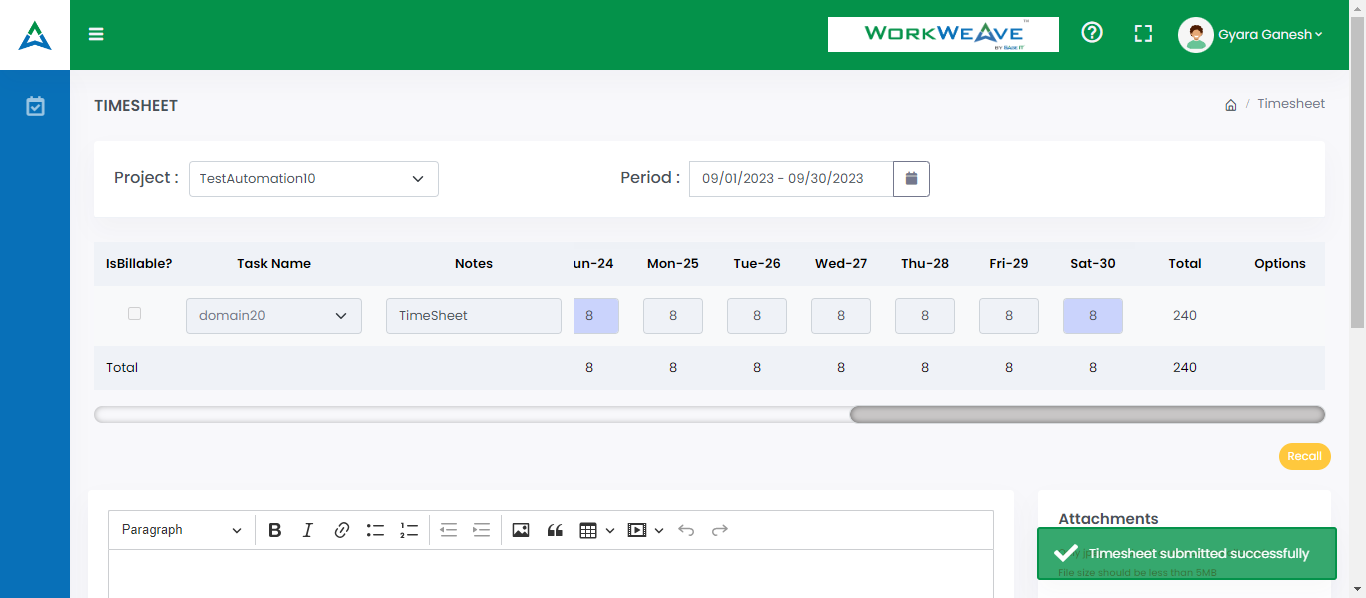 WORKWEAVE™
BY SAGE IT
Gyara Ganesh
TIMESHEET
/ Timesheet
Project : TestAutomation10 Period : 09/01/2023 - 09/30/2023
IsBillable? Task Name Notes un-24 Mon-25 Tue-26 Wed-27 Thu-28 Fri-29 Sat-30 Total Options
domain20 TimeSheet 8 8 8 8 8 8 8 240
Total 8 8 8 8 8 8 8 240
Recall
Paragraph B I
Attachments
Timesheet submitted successfully
File size should be less than 5MB